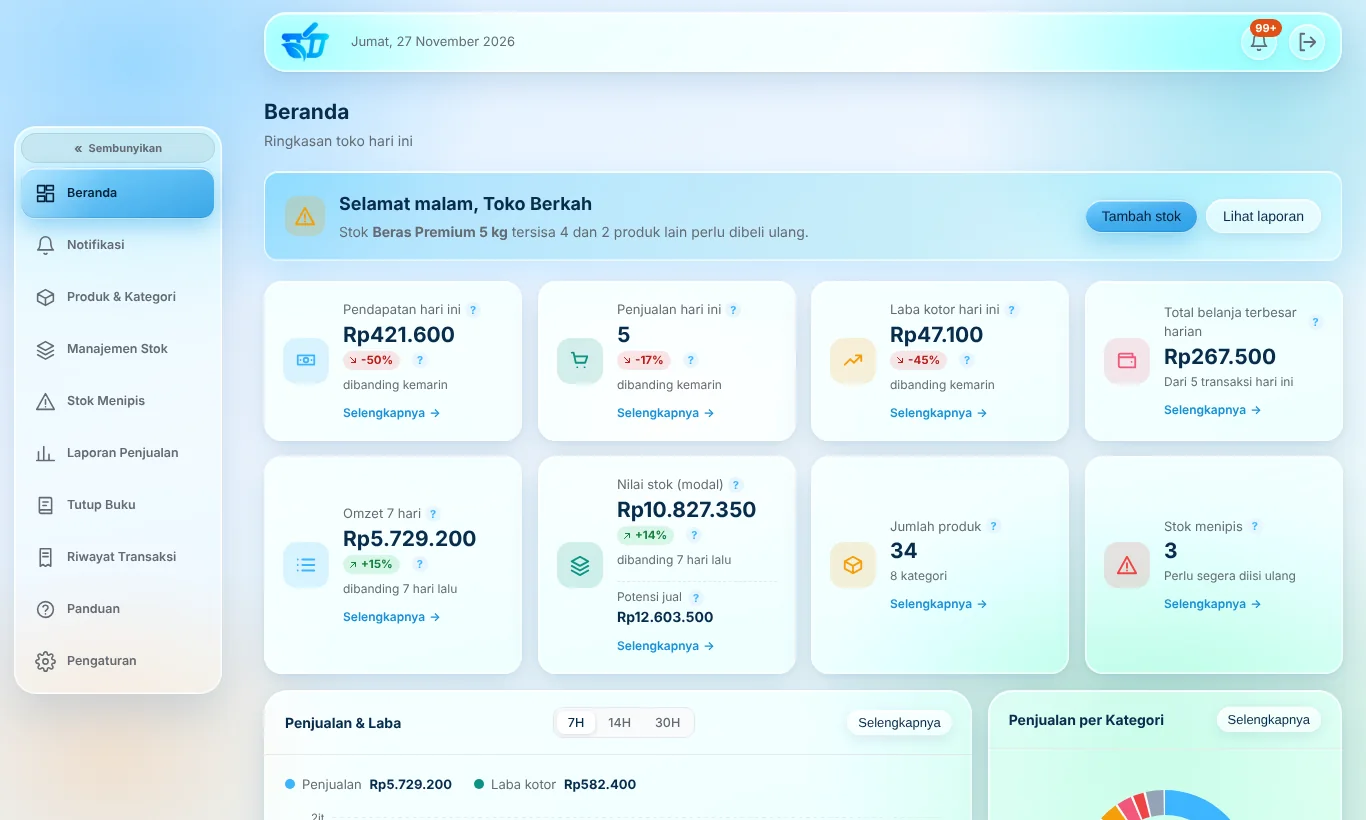 Jumat, 27 November 2026
99+
Beranda
Ringkasan toko hari ini
« Sembunyikan
Beranda
Notifikasi
Produk & Kategori
Manajemen Stok
Stok Menipis
Laporan Penjualan
Tutup Buku
Riwayat Transaksi
Panduan
Pengaturan
Selamat malam, Toko Berkah
Stok Beras Premium 5 kg tersisa 4 dan 2 produk lain perlu dibeli ulang.
Tambah stok
Lihat laporan
Pendapatan hari ini ?
Rp421.600
↘ -50% ?
dibanding kemarin
Selengkapnya →
Penjualan hari ini ?
5
↘ -17% ?
dibanding kemarin
Selengkapnya →
Laba kotor hari ini ?
Rp47.100
↘ -45% ?
dibanding kemarin
Selengkapnya →
Total belanja terbesar
harian ?
Rp267.500
Dari 5 transaksi hari ini
Selengkapnya →
Omzet 7 hari ?
Rp5.729.200
↗ +15% ?
dibanding 7 hari lalu
Selengkapnya →
Nilai stok (modal) ?
Rp10.827.350
↗ +14% ?
dibanding 7 hari lalu
Potensi jual ?
Rp12.603.500
Selengkapnya →
Jumlah produk ?
34
8 kategori
Selengkapnya →
Stok menipis ?
3
Perlu segera diisi ulang
Selengkapnya →
Penjualan & Laba
7H 14H 30H
Selengkapnya
Penjualan Rp5.729.200 Laba kotor Rp582.400
2jt
Penjualan per Kategori
Selengkapnya